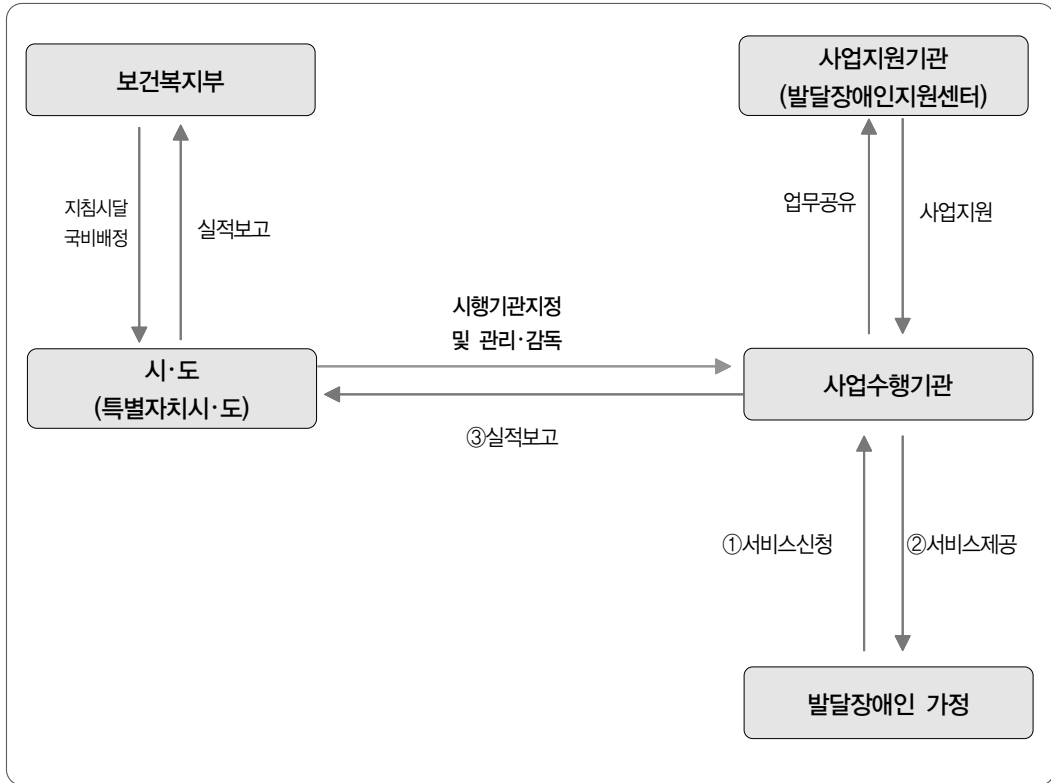 보건복지부
사업지원기관
(발달장애인지원센터)
지침시달
국비배정
실적보고
업무공유
사업지원
시행기관지정
및 관리·감독
시·도
(특별자치시·도)
사업수행기관
③실적보고
①서비스신청
②서비스제공
발달장애인 가정